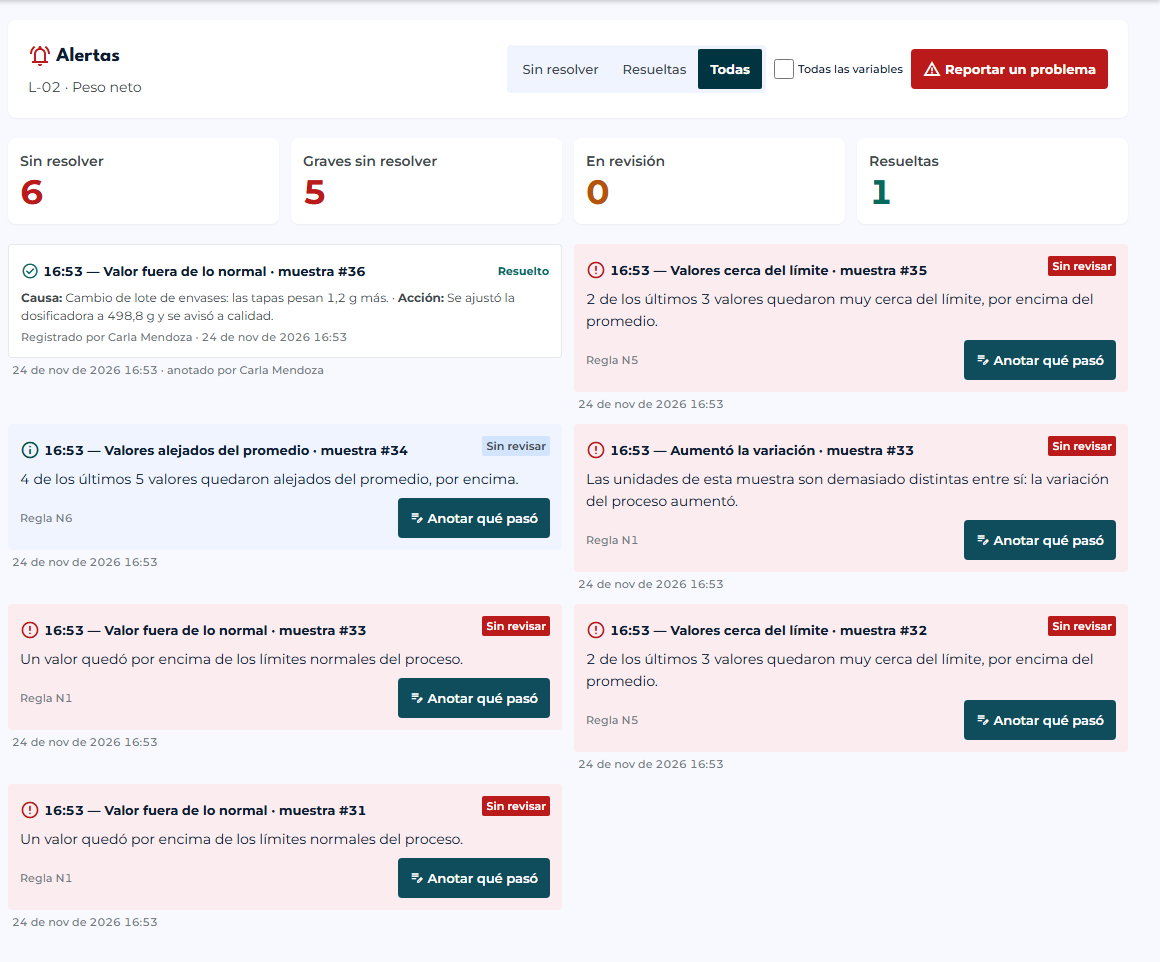 Alertas
L-02 · Peso neto
Sin resolver
Resueltas
Todas
Todas las variables
Reportar un problema
Sin resolver
6
Graves sin resolver
5
En revisión
0
Resueltas
1
16:53 — Valor fuera de lo normal · muestra #36
Resuelto
Causa: Cambio de lote de envases: las tapas pesan 1,2 g más. · Acción: Se ajustó la
dosificadora a 498,8 g y se avisó a calidad.
Registrado por Carla Mendoza · 24 de nov de 2026 16:53
24 de nov de 2026 16:53 · anotado por Carla Mendoza
16:53 — Valores cerca del límite · muestra #35
Sin revisar
2 de los últimos 3 valores quedaron muy cerca del límite, por encima del
promedio.
Regla N5
Anotar qué pasó
24 de nov de 2026 16:53
16:53 — Valores alejados del promedio · muestra #34
Sin revisar
4 de los últimos 5 valores quedaron alejados del promedio, por encima.
Regla N6
Anotar qué pasó
24 de nov de 2026 16:53
16:53 — Aumentó la variación · muestra #33
Sin revisar
Las unidades de esta muestra son demasiado distintas entre sí: la variación
del proceso aumentó.
Regla N1
Anotar qué pasó
24 de nov de 2026 16:53
16:53 — Valor fuera de lo normal · muestra #33
Sin revisar
Un valor quedó por encima de los límites normales del proceso.
Regla N1
Anotar qué pasó
24 de nov de 2026 16:53
16:53 — Valores cerca del límite · muestra #32
Sin revisar
2 de los últimos 3 valores quedaron muy cerca del límite, por encima del
promedio.
Regla N5
Anotar qué pasó
24 de nov de 2026 16:53
16:53 — Valor fuera de lo normal · muestra #31
Sin revisar
Un valor quedó por encima de los límites normales del proceso.
Regla N1
Anotar qué pasó
24 de nov de 2026 16:53